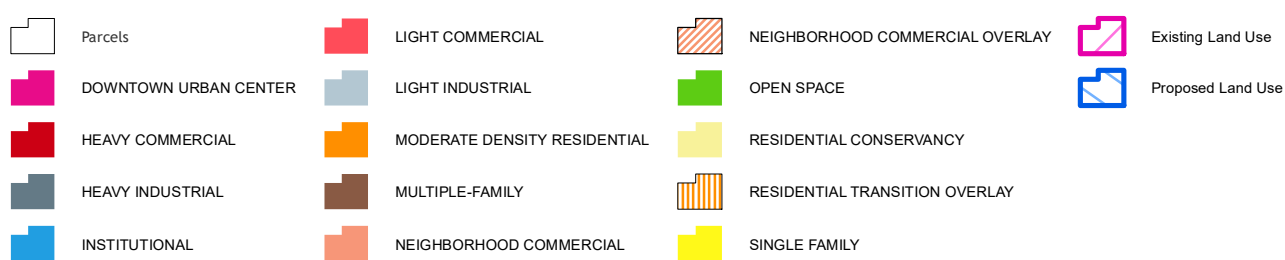 Parcels
DOWNTOWN URBAN CENTER
HEAVY COMMERCIAL
HEAVY INDUSTRIAL
INSTITUTIONAL
LIGHT COMMERCIAL
LIGHT INDUSTRIAL
MODERATE DENSITY RESIDENTIAL
MULTIPLE-FAMILY
NEIGHBORHOOD COMMERCIAL
NEIGHBORHOOD COMMERCIAL OVERLAY
OPEN SPACE
RESIDENTIAL CONSERVANCY
RESIDENTIAL TRANSITION OVERLAY
SINGLE FAMILY
Existing Land Use
Proposed Land Use